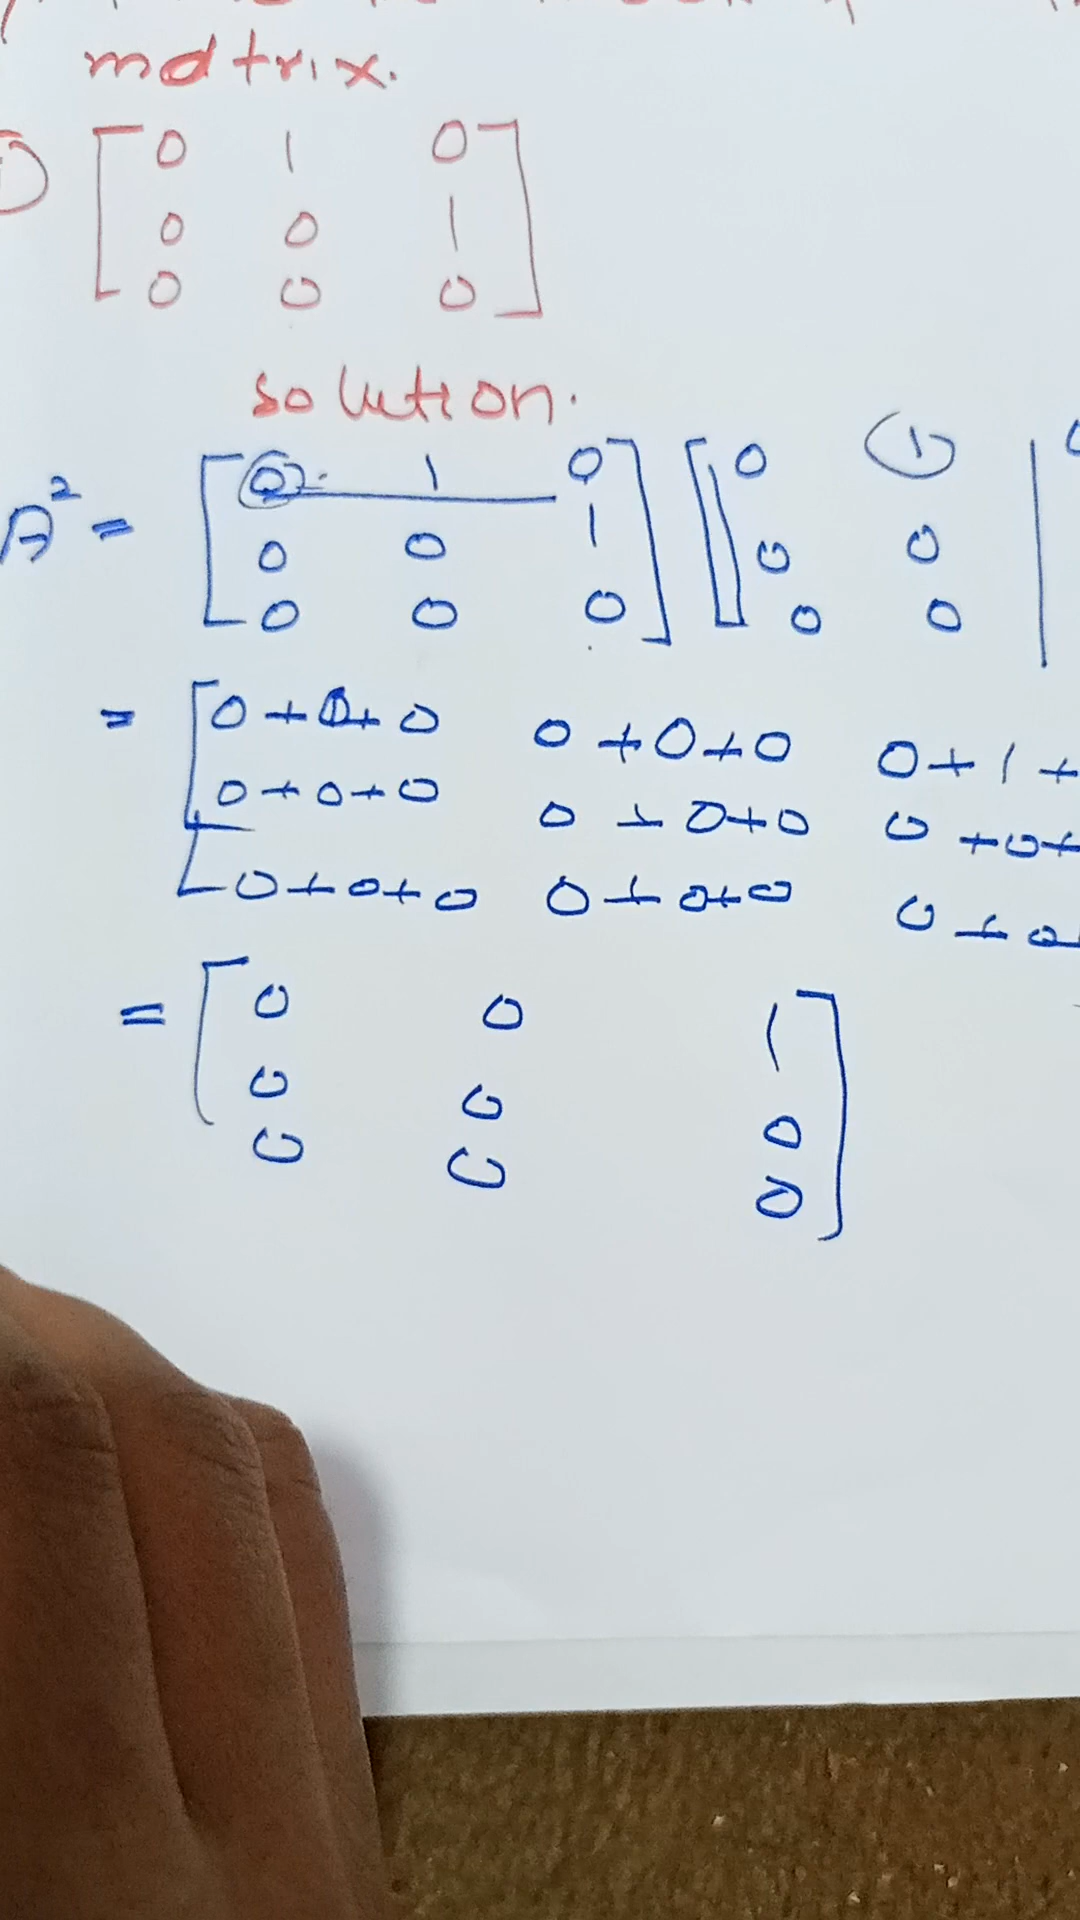 matrix.
0 1 0
0 0 1
0 0 0
solution.
A² = [0 1 0] [0 1
0 0 1 0 0
0 0 0 0 0
= [0+0+0 0+0+0 0+1+
0+0+0 0+0+0 0+0+
0+0+0 0+0+0 0+0
= [0 0 1]
0 0 0
0 0 0